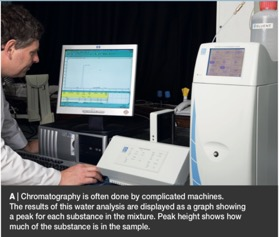 A | Chromatography is often done by complicated machines.
The results of this water analysis are displayed as a graph showing
a peak for each substance in the mixture. Peak height shows how
much of the substance is in the sample.